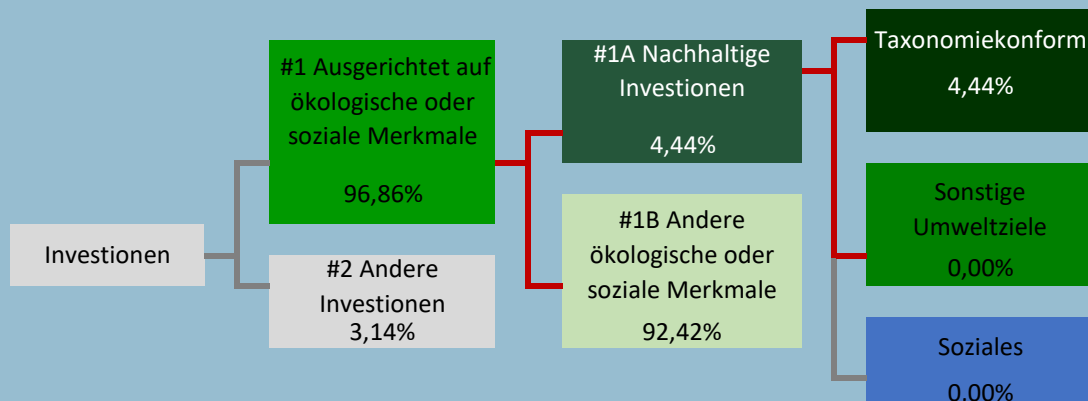 Investionen
#1 Ausgerichtet auf
ökologische oder
soziale Merkmale
96,86%
#2 Andere
Investionen
3,14%
#1A Nachhaltige
Investionen
4,44%
#1B Andere
ökologische oder
soziale Merkmale
92,42%
Taxonomiekonform
4,44%
Sonstige
Umweltziele
0,00%
Soziales
0,00%